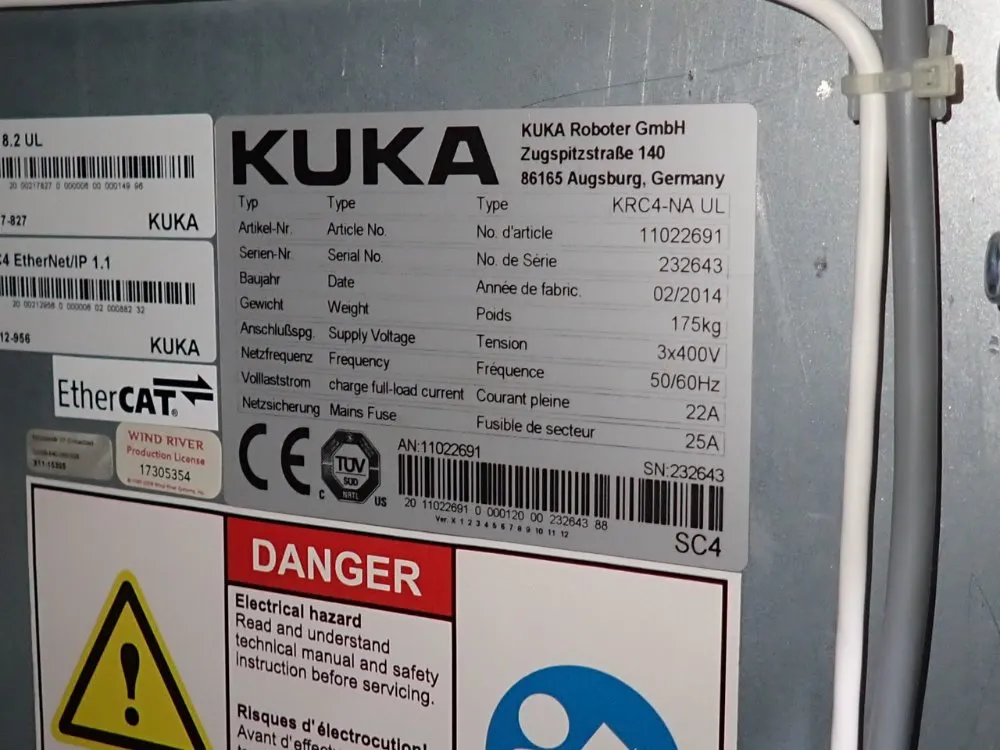 8.2 UL
20 00217827 0 000006 00 000149 96
7-827
KUKA
C4 EtherNet/IP 1.1
20 00212956 0 000006 02 000882 32
12-956
KUKA
EtherCAT®
WIND RIVER
Production License
17305354
KUKA
KUKA Roboter GmbH
Zugspitzstraße 140
86165 Augsburg, Germany
Typ Type Type KRC4-NA UL
Artikel-Nr. Article No. No. d'article 11022691
Serien-Nr Serial No. No. de Série 232643
Baujahr Date Année de fabric. 02/2014
Gewicht Weight Poids 175kg
Anschlußspg. Supply Voltage Tension 3x400V
Netzfrequenz Frequency Fréquence 50/60Hz
Volllaststrom charge full-load current Courant pleine 22A
Netzsicherung Mains Fuse Fusible de secteur 25A
CE
C TÜV SÜD NRTL US
AN:11022691
SN:232643
20 11022691 0 000120 00 232643 88
Ver. X 1 2 3 4 5 6 7 8 9 10 11 12
SC4
DANGER
Electrical hazard
Read and understand
technical manual and safety
instruction before servicing.
Risques d'électrocution!